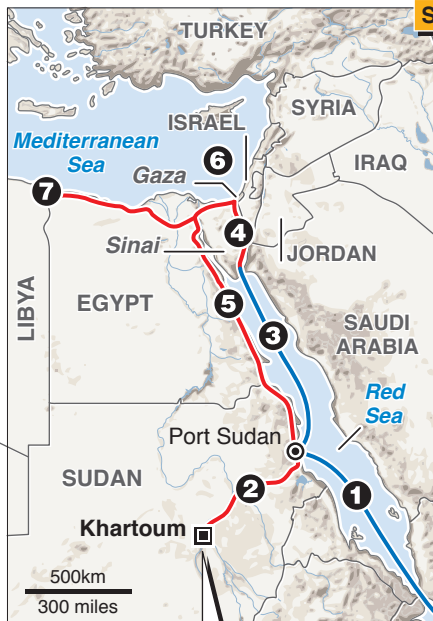 S
TURKEY
SYRIA
ISRAEL
Mediterranean
Sea
6
IRAQ
Gaza
7
4
Sinai
JORDAN
LIBYA
EGYPT
5
3
SAUDI
ARABIA
Red
Sea
Port Sudan
SUDAN
2
1
Khartoum
500km
300 miles